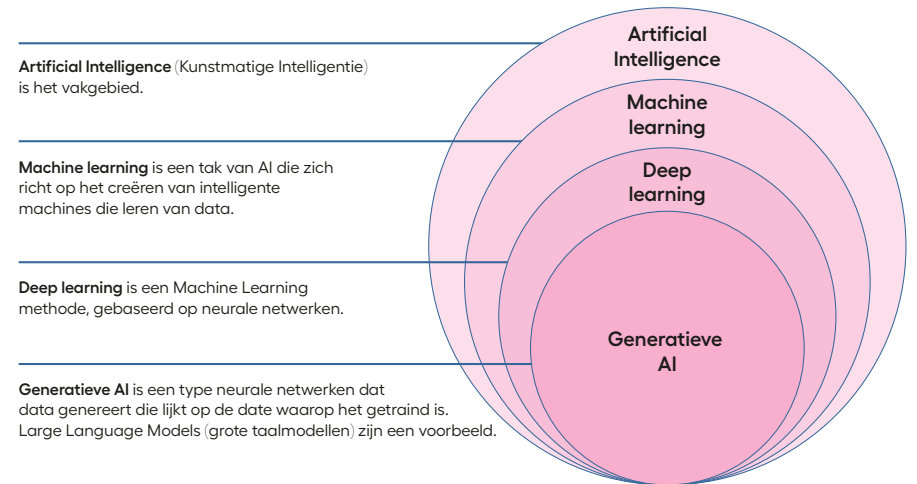 Artificial Intelligence (Kunstmatige Intelligentie)
is het vakgebied.
Machine learning is een tak van AI die zich
richt op het creëren van intelligente
machines die leren van data.
Deep learning is een Machine Learning
methode, gebaseerd op neurale netwerken.
Generatieve AI is een type neurale netwerken dat
data genereert die lijkt op de date waarop het getraind is.
Large Language Models (grote taalmodellen) zijn een voorbeeld.
Artificial
Intelligence
Machine
learning
Deep
learning
Generatieve
AI